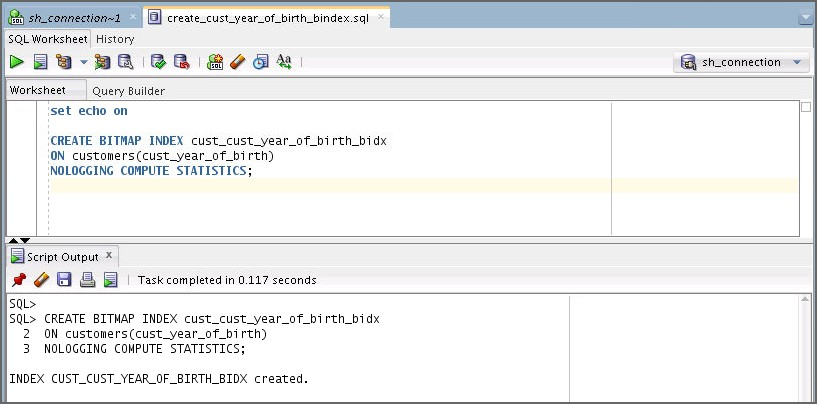 sh_connection~1
create_cust_year_of_birth_bindex.sql
SQL Worksheet History
sh_connection
Worksheet Query Builder
set echo on
CREATE BITMAP INDEX cust_cust_year_of_birth_bidx
ON customers(cust_year_of_birth)
NOLOGGING COMPUTE STATISTICS;
Script Output x
Task completed in 0.117 seconds
SQL>
SQL> CREATE BITMAP INDEX cust_cust_year_of_birth_bidx
2 ON customers(cust_year_of_birth)
3 NOLOGGING COMPUTE STATISTICS;
INDEX CUST_CUST_YEAR_OF_BIRTH_BIDX created.